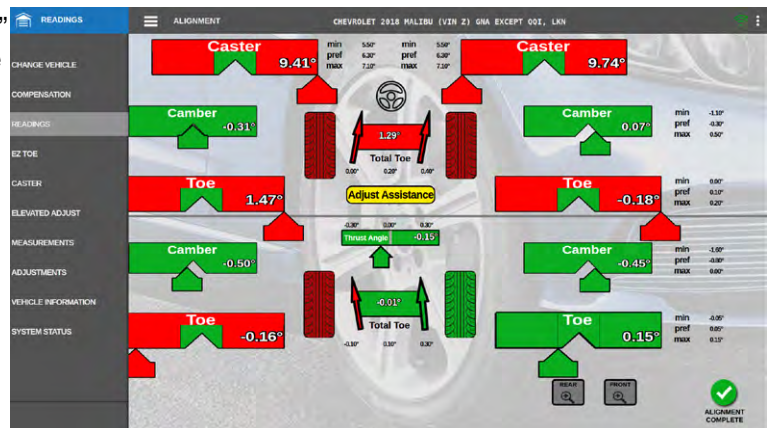 ”
READINGS
ALIGNMENT
CHEVROLET 2018 MALIBU (VIN Z) GNA EXCEPT OQI, LKN
CHANGE VEHICLE
COMPENSATION
READINGS
EZ TOE
CASTER
ELEVATED ADJUST
MEASUREMENTS
ADJUSTMENTS
VEHICLE INFORMATION
SYSTEM STATUS
Caster
9.41°
min 5.50° min 5.50°
pref 6.30° pref 6.30°
max 7.10° max 7.10°
Caster
9.74°
Camber
-0.31°
1.29°
Total Toe
0.00° 0.20° 0.40°
Camber
0.07°
min -1.10°
pref -0.30°
max 0.50°
Toe
1.47°
Adjust Assistance
Toe
-0.18°
min 0.00°
pref 0.10°
max 0.20°
-0.30° 0.00° 0.30°
Thrust Angle -0.15°
Camber
-0.50°
Camber
-0.45°
min -1.60°
pref -0.80°
max 0.00°
-0.01°
Total Toe
-0.10° 0.10° 0.30°
Toe
-0.16°
Toe
0.15°
min -0.05°
pref 0.05°
max 0.15°
REAR
FRONT
ALIGNMENT
COMPLETE